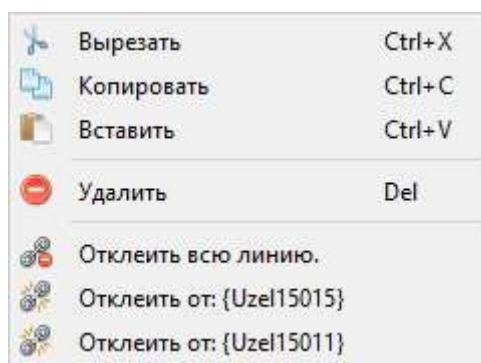 Вырезать Ctrl+X
Копировать Ctrl+C
Вставить Ctrl+V
Удалить Del
Отклеить всю линию.
Отклеить от: {Uzel15015}
Отклеить от: {Uzel15011}